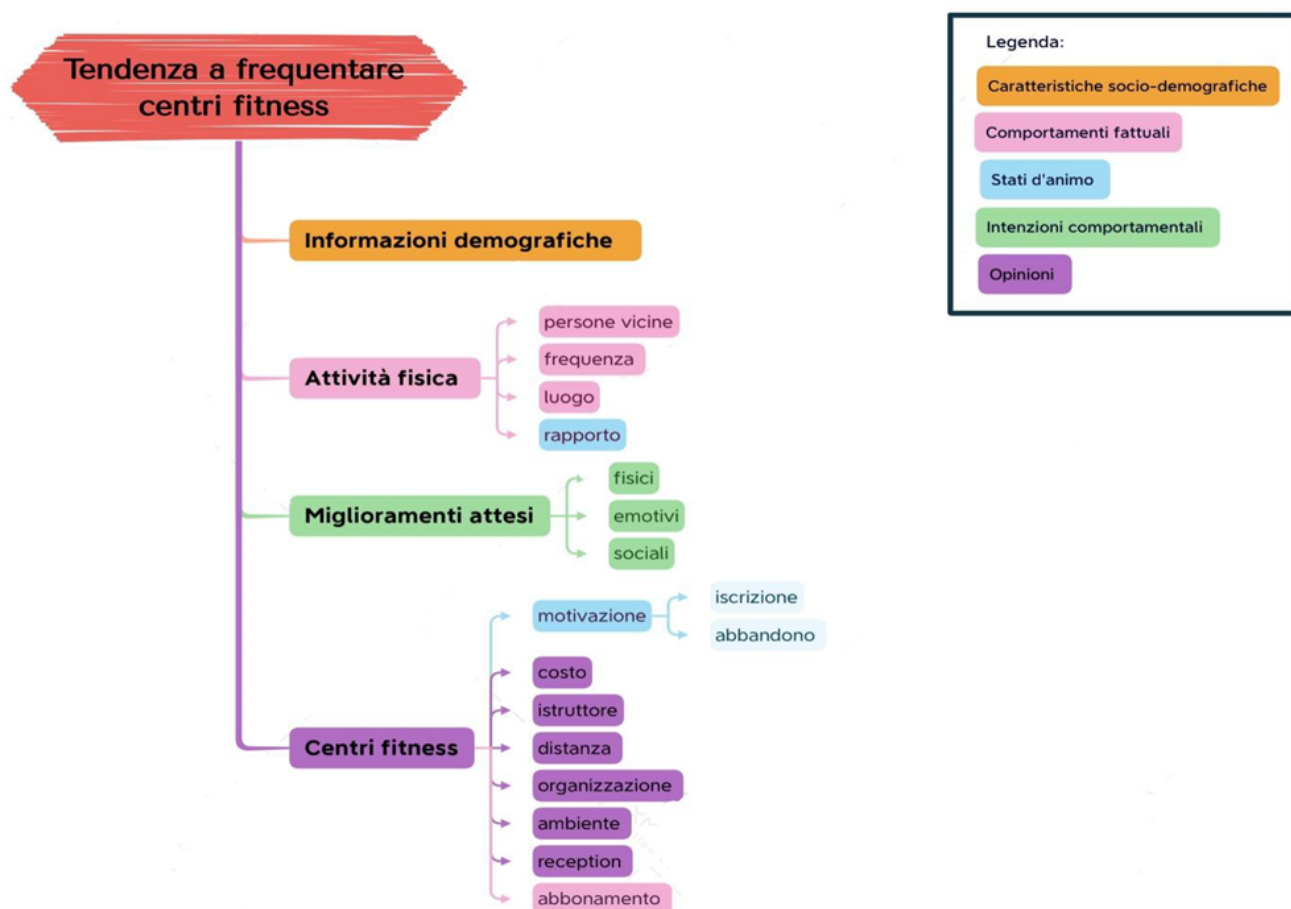 Tendenza a frequentare
centri fitness
Legenda:
Caratteristiche socio-demografiche
Comportamenti fattuali
Stati d'animo
Intenzioni comportamentali
Opinioni
Informazioni demografiche
Attività fisica
persone vicine
frequenza
luogo
rapporto
Miglioramenti attesi
fisici
emotivi
sociali
Centri fitness
motivazione
iscrizione
abbandono
costo
istruttore
distanza
organizzazione
ambiente
reception
abbonamento